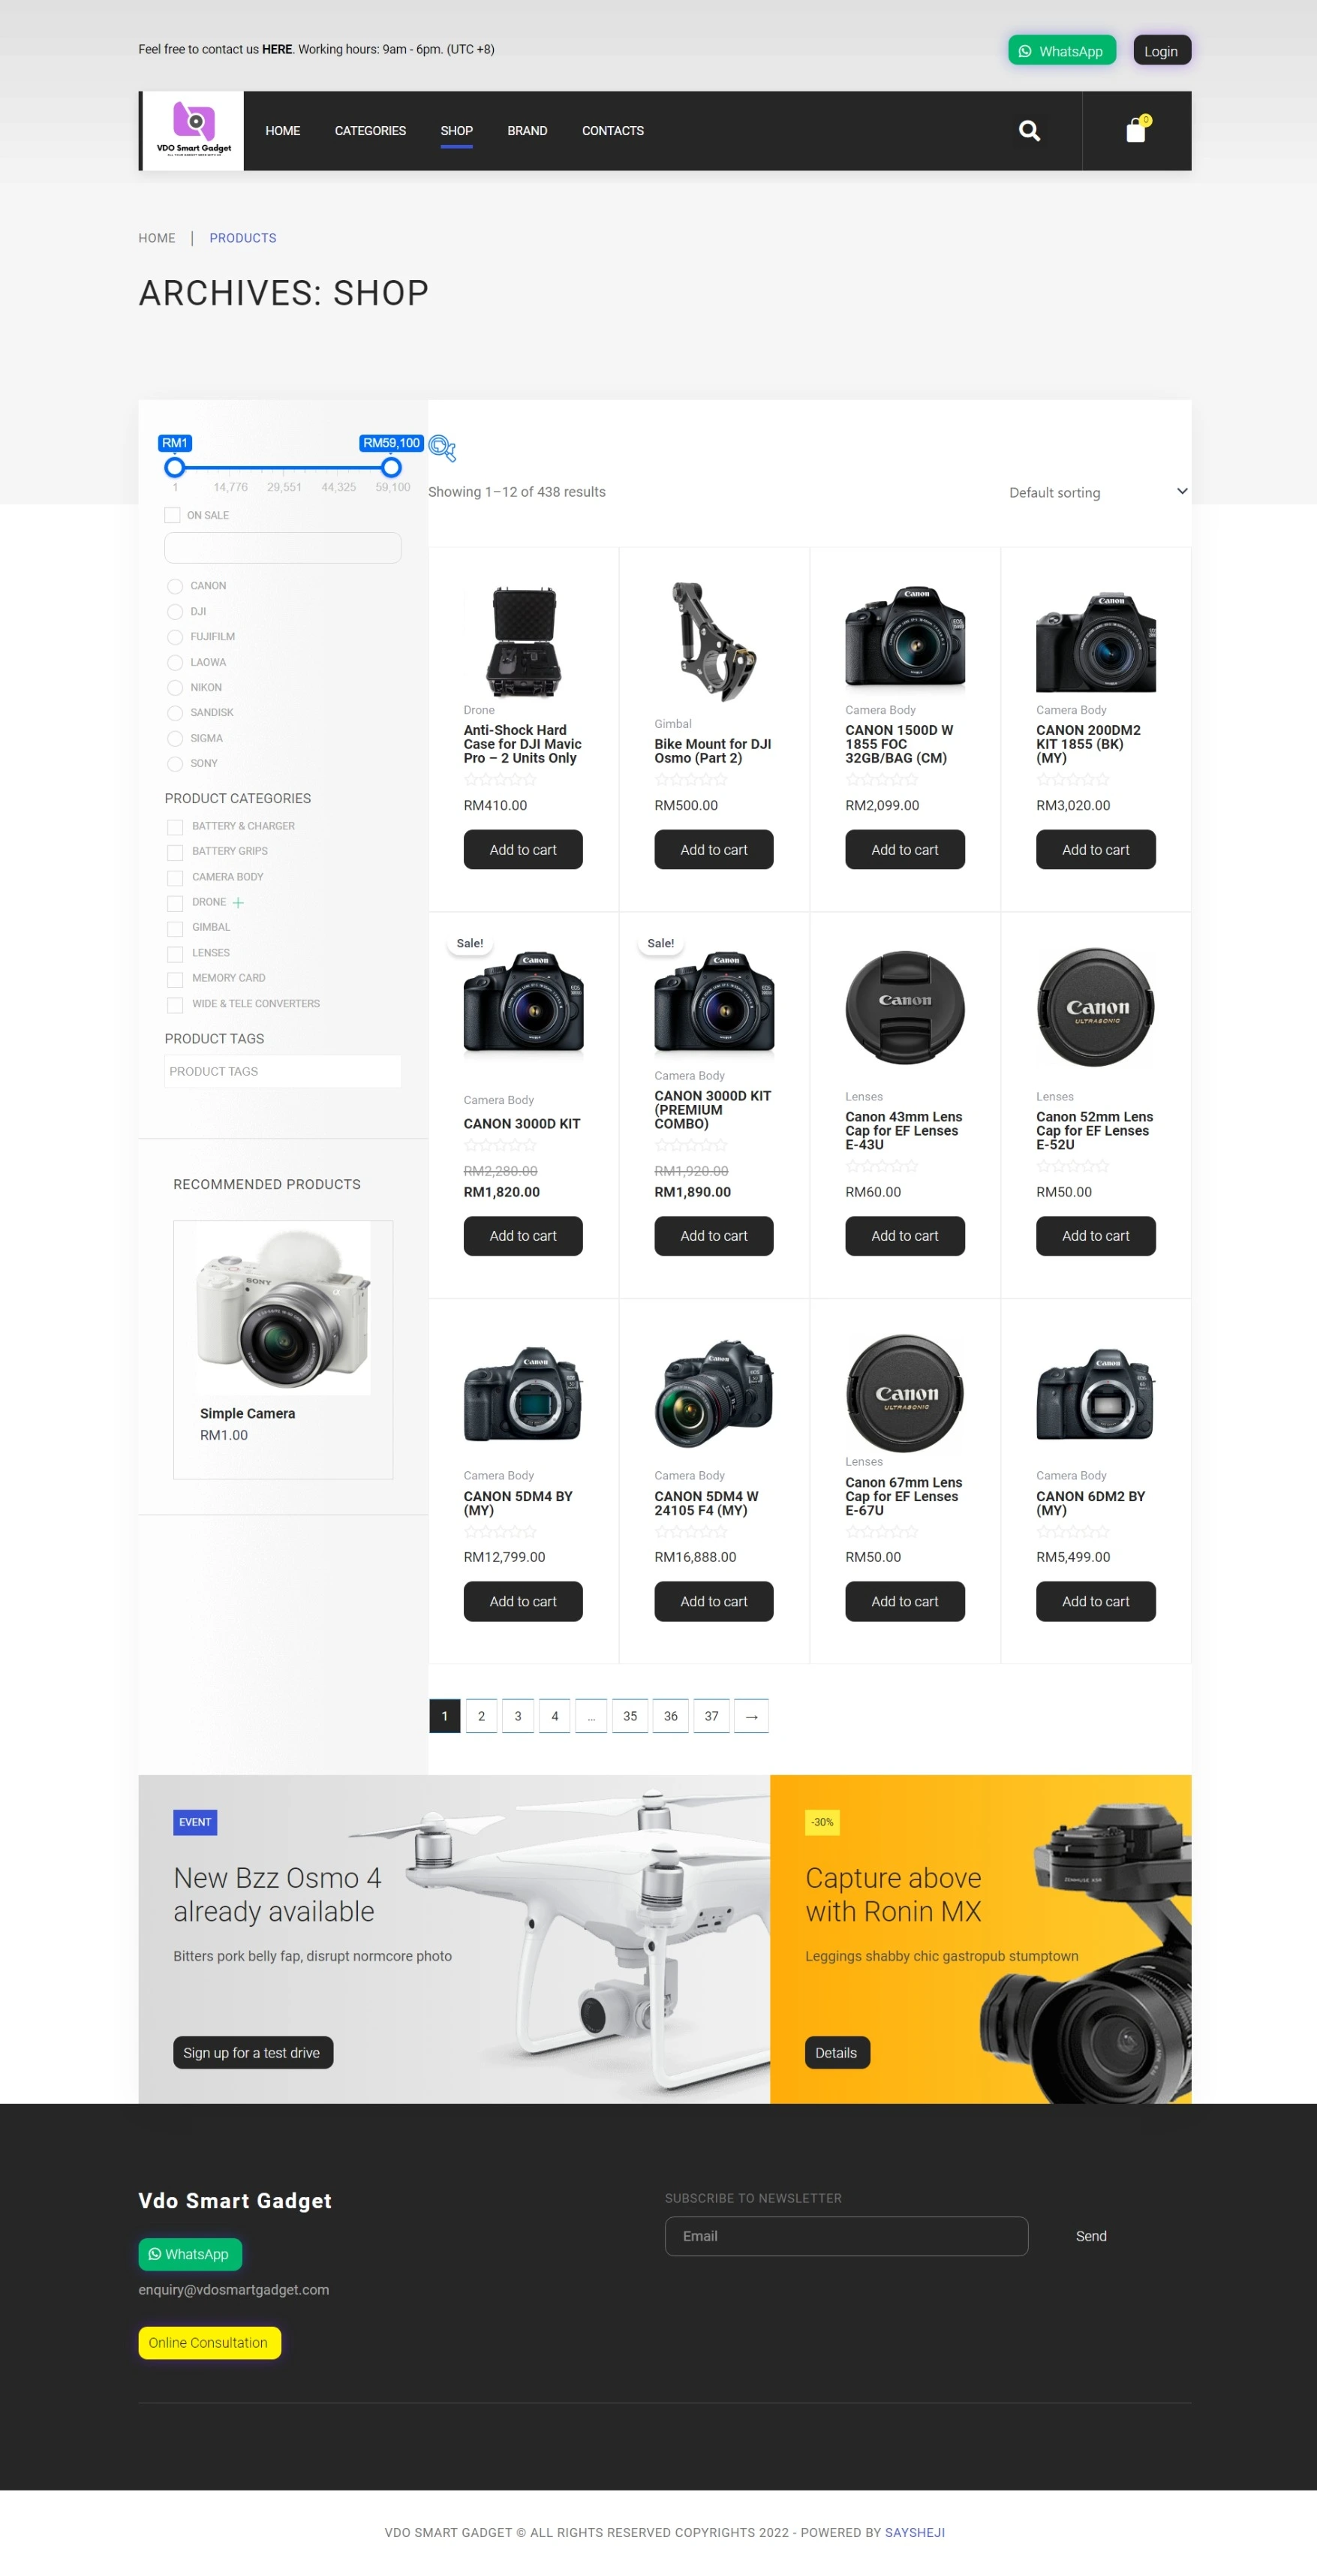 Feel free to contact us HERE. Working hours: 9am - 6pm. (UTC +8)
WhatsApp
Login
VDO Smart Gadget
HOME
CATEGORIES
SHOP
BRAND
CONTACTS
0
HOME | PRODUCTS
ARCHIVES: SHOP
RM1
RM59,100
1 14,776 29,551 44,325 59,100
ON SALE
CANON
DJI
FUJIFILM
LAOWA
NIKON
SANDISK
SIGMA
SONY
PRODUCT CATEGORIES
BATTERY & CHARGER
BATTERY GRIPS
CAMERA BODY
DRONE
GIMBAL
LENSES
MEMORY CARD
WIDE & TELE CONVERTERS
PRODUCT TAGS
PRODUCT TAGS
RECOMMENDED PRODUCTS
SONY
Simple Camera
RM1.00
Showing 1–12 of 438 results
Default sorting
Drone
Anti-Shock Hard
Case for DJI Mavic
Pro – 2 Units Only
RM410.00
Add to cart
Gimbal
Bike Mount for DJI
Osmo (Part 2)
RM500.00
Add to cart
Canon
Camera Body
CANON 1500D W
1855 FOC
32GB/BAG (CM)
RM2,099.00
Add to cart
Canon
Camera Body
CANON 200DM2
KIT 1855 (BK)
(MY)
RM3,020.00
Add to cart
Sale!
Canon
Camera Body
CANON 3000D KIT
RM2,280.00
RM1,820.00
Add to cart
Sale!
Canon
Camera Body
CANON 3000D KIT
(PREMIUM
COMBO)
RM1,920.00
RM1,890.00
Add to cart
Canon
Lenses
Canon 43mm Lens
Cap for EF Lenses
E-43U
RM60.00
Add to cart
Canon
ULTRASONIC
Lenses
Canon 52mm Lens
Cap for EF Lenses
E-52U
RM50.00
Add to cart
Canon
Camera Body
CANON 5DM4 BY
(MY)
RM12,799.00
Add to cart
Canon
Camera Body
CANON 5DM4 W
24105 F4 (MY)
RM16,888.00
Add to cart
Canon
ULTRASONIC
Lenses
Canon 67mm Lens
Cap for EF Lenses
E-67U
RM50.00
Add to cart
Canon
Camera Body
CANON 6DM2 BY
(MY)
RM5,499.00
Add to cart
1 2 3 4 ... 35 36 37 →
EVENT
New Bzz Osmo 4
already available
Bitters pork belly fap, disrupt normcore photo
Sign up for a test drive
-30%
Capture above
with Ronin MX
Leggings shabby chic gastropub stumptown
Details
Vdo Smart Gadget
WhatsApp
enquiry@vdosmartgadget.com
Online Consultation
SUBSCRIBE TO NEWSLETTER
Email
Send
VDO SMART GADGET © ALL RIGHTS RESERVED COPYRIGHTS 2022 - POWERED BY SAYSHEJI